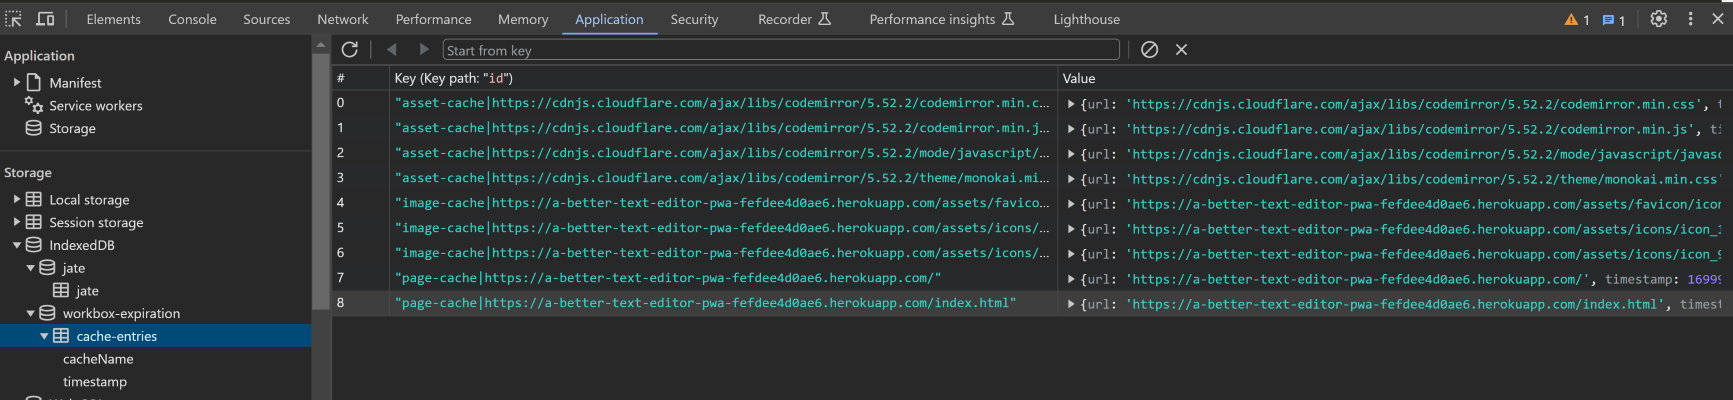 Elements Console Sources Network Performance Memory Application Security Recorder Performance insights Lighthouse 1 1
Application
Manifest
Service workers
Storage
Storage
Local storage
Session storage
IndexedDB
jate
jate
workbox-expiration
cache-entries
cacheName
timestamp
Start from key
# Key (Key path: "id") Value
0 "asset-cache|https://cdnjs.cloudflare.com/ajax/libs/codemirror/5.52.2/codemirror.min.c… {url: 'https://cdnjs.cloudflare.com/ajax/libs/codemirror/5.52.2/codemirror.min.css', t
1 "asset-cache|https://cdnjs.cloudflare.com/ajax/libs/codemirror/5.52.2/codemirror.min.j… {url: 'https://cdnjs.cloudflare.com/ajax/libs/codemirror/5.52.2/codemirror.min.js', ti
2 "asset-cache|https://cdnjs.cloudflare.com/ajax/libs/codemirror/5.52.2/mode/javascript/… {url: 'https://cdnjs.cloudflare.com/ajax/libs/codemirror/5.52.2/mode/javascript/javasc
3 "asset-cache|https://cdnjs.cloudflare.com/ajax/libs/codemirror/5.52.2/theme/monokai.mi… {url: 'https://cdnjs.cloudflare.com/ajax/libs/codemirror/5.52.2/theme/monokai.min.css'
4 "image-cache|https://a-better-text-editor-pwa-fefdee4d0ae6.herokuapp.com/assets/favico… {url: 'https://a-better-text-editor-pwa-fefdee4d0ae6.herokuapp.com/assets/favicon/icon
5 "image-cache|https://a-better-text-editor-pwa-fefdee4d0ae6.herokuapp.com/assets/icons/… {url: 'https://a-better-text-editor-pwa-fefdee4d0ae6.herokuapp.com/assets/icons/icon_1
6 "image-cache|https://a-better-text-editor-pwa-fefdee4d0ae6.herokuapp.com/assets/icons/… {url: 'https://a-better-text-editor-pwa-fefdee4d0ae6.herokuapp.com/assets/icons/icon_9
7 "page-cache|https://a-better-text-editor-pwa-fefdee4d0ae6.herokuapp.com/" {url: 'https://a-better-text-editor-pwa-fefdee4d0ae6.herokuapp.com/', timestamp: 16999
8 "page-cache|https://a-better-text-editor-pwa-fefdee4d0ae6.herokuapp.com/index.html" {url: 'https://a-better-text-editor-pwa-fefdee4d0ae6.herokuapp.com/index.html', timest